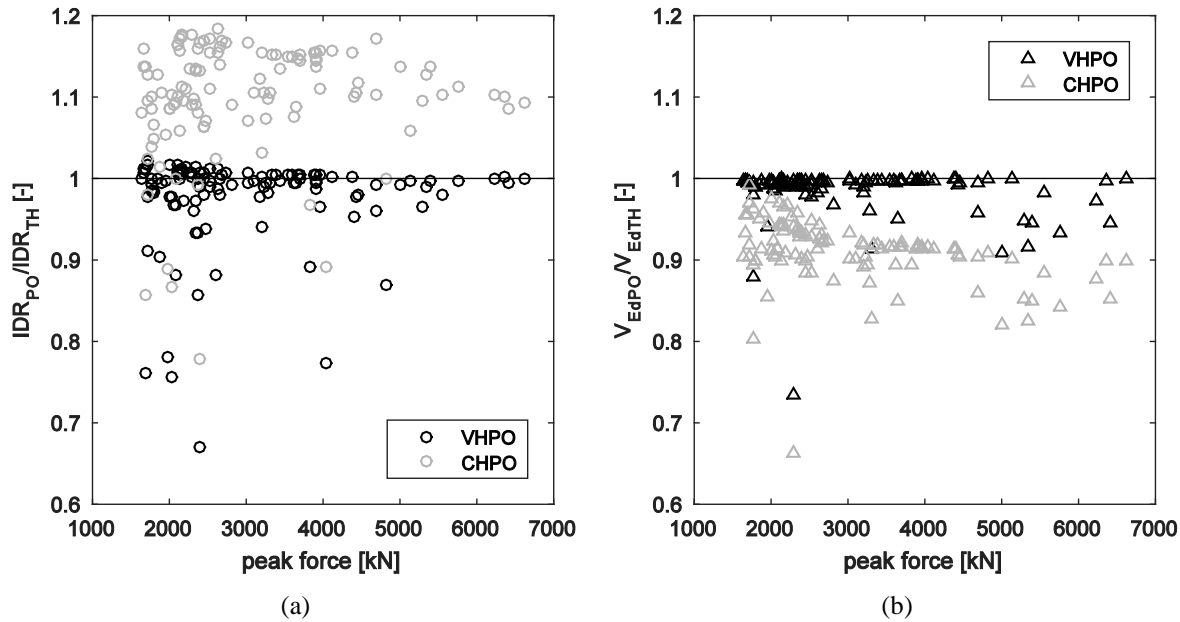 1.2
1.1
1
0.9
0.8
0.7
0.6
IDR_PO/IDR_TH [-]
VHPO
CHPO
1000 2000 3000 4000 5000 6000 7000
peak force [kN]
(a)
1.2
1.1
1
0.9
0.8
0.7
0.6
V_EdPO/V_EdTH [-]
VHPO
CHPO
1000 2000 3000 4000 5000 6000 7000
peak force [kN]
(b)